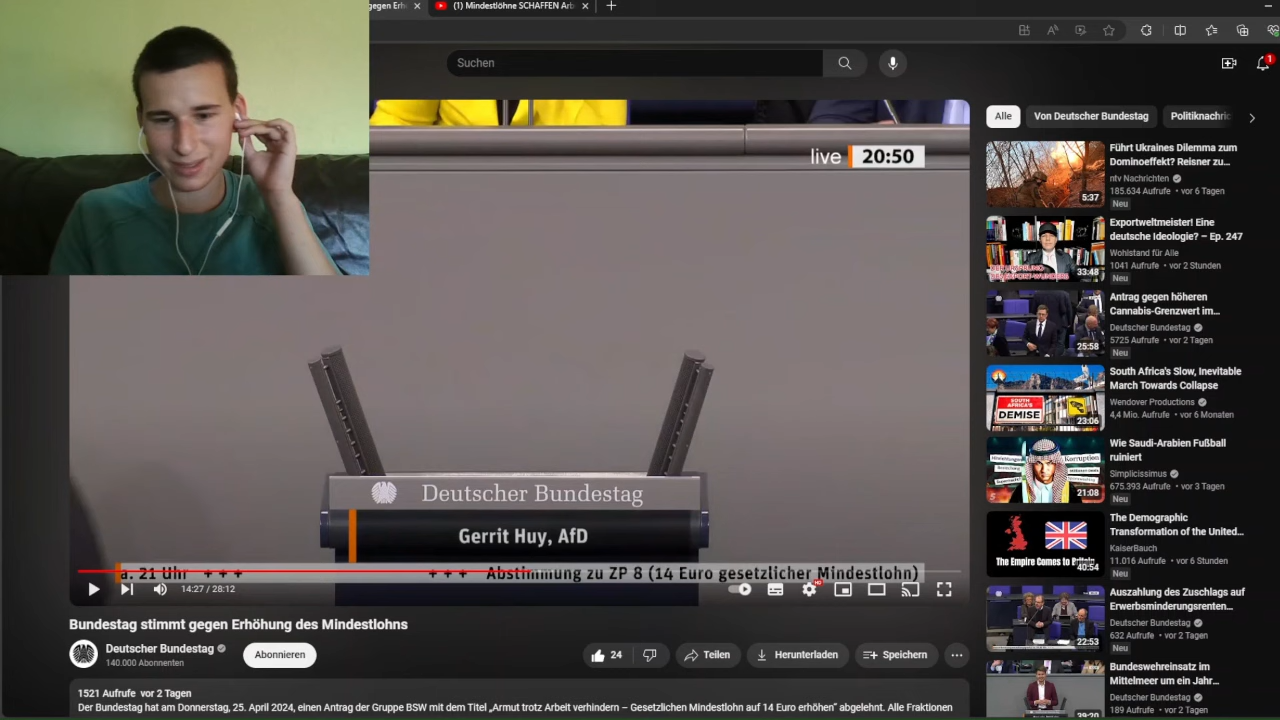 gegen Erh
(1) Mindestlöhne SCHAFFEN Arb
Suchen
1
live 20:50
Deutscher Bundestag
Gerrit Huy, AfD
a. 21 Uhr +++ +++ Abstimmung zu ZP 8 (14 Euro gesetzlicher Mindestlohn)
14:27 / 28:12
HD
Bundestag stimmt gegen Erhöhung des Mindestlohns
Deutscher Bundestag
140.000 Abonnenten
Abonnieren
24
Teilen
Herunterladen
Speichern
1521 Aufrufe vor 2 Tagen
Der Bundestag hat am Donnerstag, 25. April 2024, einen Antrag der Gruppe BSW mit dem Titel „Armut trotz Arbeit verhindern – Gesetzlichen Mindestlohn auf 14 Euro erhöhen“ abgelehnt. Alle Fraktionen
Alle
Von Deutscher Bundestag
Politiknachric
5:37
Führt Ukraines Dilemma zum
Dominoeffekt? Reisner zu...
ntv Nachrichten
185.634 Aufrufe • vor 6 Tagen
Neu
33:48
Exportweltmeister! Eine
deutsche Ideologie? – Ep. 247
Wohlstand für Alle
1041 Aufrufe • vor 2 Stunden
Neu
25:58
Antrag gegen höheren
Cannabis-Grenzwert im...
Deutscher Bundestag
5725 Aufrufe • vor 2 Tagen
Neu
SOUTH AFRICA'S
DEMISE
23:06
South Africa's Slow, Inevitable
March Towards Collapse
Wendover Productions
4,4 Mio. Aufrufe • vor 6 Monaten
Korruption
21:08
Wie Saudi-Arabien Fußball
ruiniert
Simplicissimus
675.393 Aufrufe • vor 3 Tagen
Neu
The Empire Comes to Britain
40:54
The Demographic
Transformation of the United...
KaiserBauch
61.016 Aufrufe • vor 5 Tagen
Neu
22:53
Auszahlung des Zuschlags auf
Erwerbsminderungsrenten...
Deutscher Bundestag
632 Aufrufe • vor 2 Tagen
Neu
39:20
Bundeswehreinsatz im
Mittelmeer um ein Jahr...
Deutscher Bundestag
189 Aufrufe • vor 2 Tagen